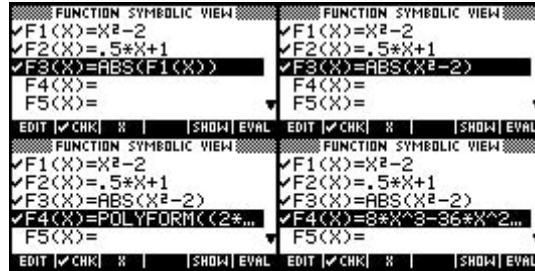 FUNCTION SYMBOLIC VIEW
✓F1(X)=X²-2
✓F2(X)=.5*X+1
✓F3(X)=ABS(F1(X))
F4(X)=
F5(X)=
EDIT ✓CHK X SHOW EVAL
FUNCTION SYMBOLIC VIEW
✓F1(X)=X²-2
✓F2(X)=.5*X+1
✓F3(X)=ABS(X²-2)
F4(X)=
F5(X)=
EDIT ✓CHK X SHOW EVAL
FUNCTION SYMBOLIC VIEW
✓F1(X)=X²-2
✓F2(X)=.5*X+1
✓F3(X)=ABS(X²-2)
✓F4(X)=POLYFORM((2*…
F5(X)=
EDIT ✓CHK X SHOW EVAL
FUNCTION SYMBOLIC VIEW
✓F1(X)=X²-2
✓F2(X)=.5*X+1
✓F3(X)=ABS(X²-2)
✓F4(X)=8*X^3-36*X^2…
F5(X)=
EDIT ✓CHK X SHOW EVAL